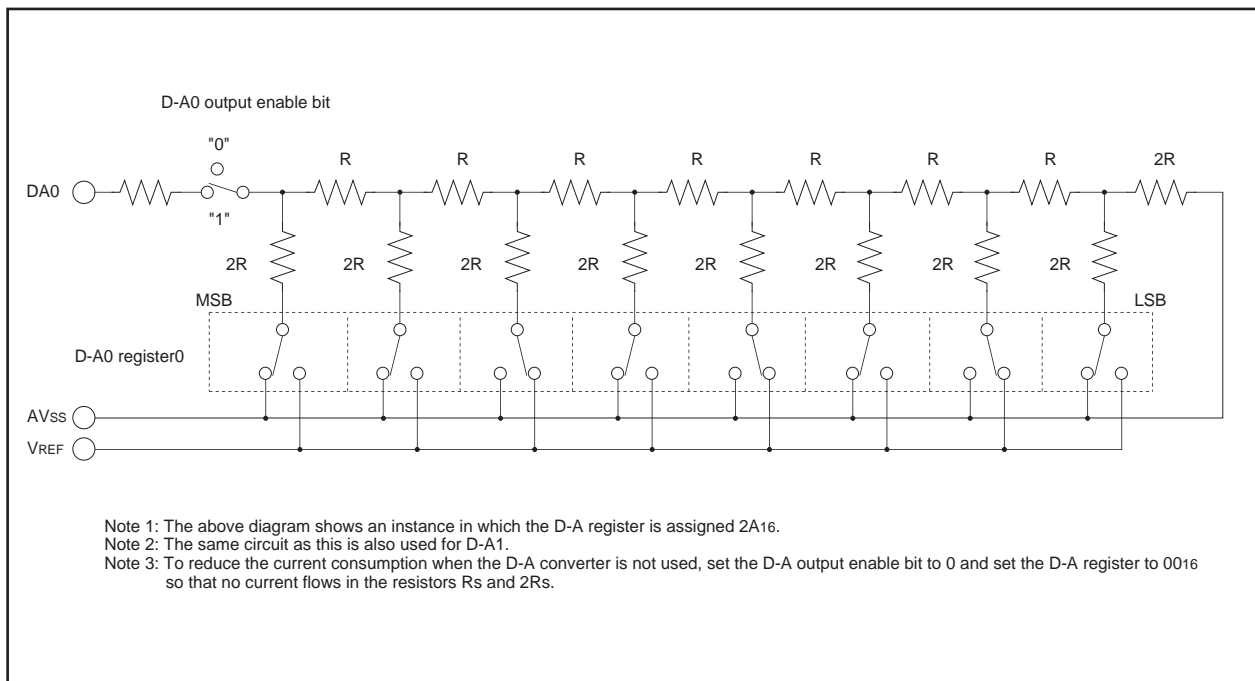 D-A0 output enable bit
"0"
R R R R R R R 2R
DA0
"1"
2R 2R 2R 2R 2R 2R 2R 2R
MSB LSB
D-A0 register0
AVSS
VREF
Note 1: The above diagram shows an instance in which the D-A register is assigned 2A16.
Note 2: The same circuit as this is also used for D-A1.
Note 3: To reduce the current consumption when the D-A converter is not used, set the D-A output enable bit to 0 and set the D-A register to 0016
so that no current flows in the resistors Rs and 2Rs.